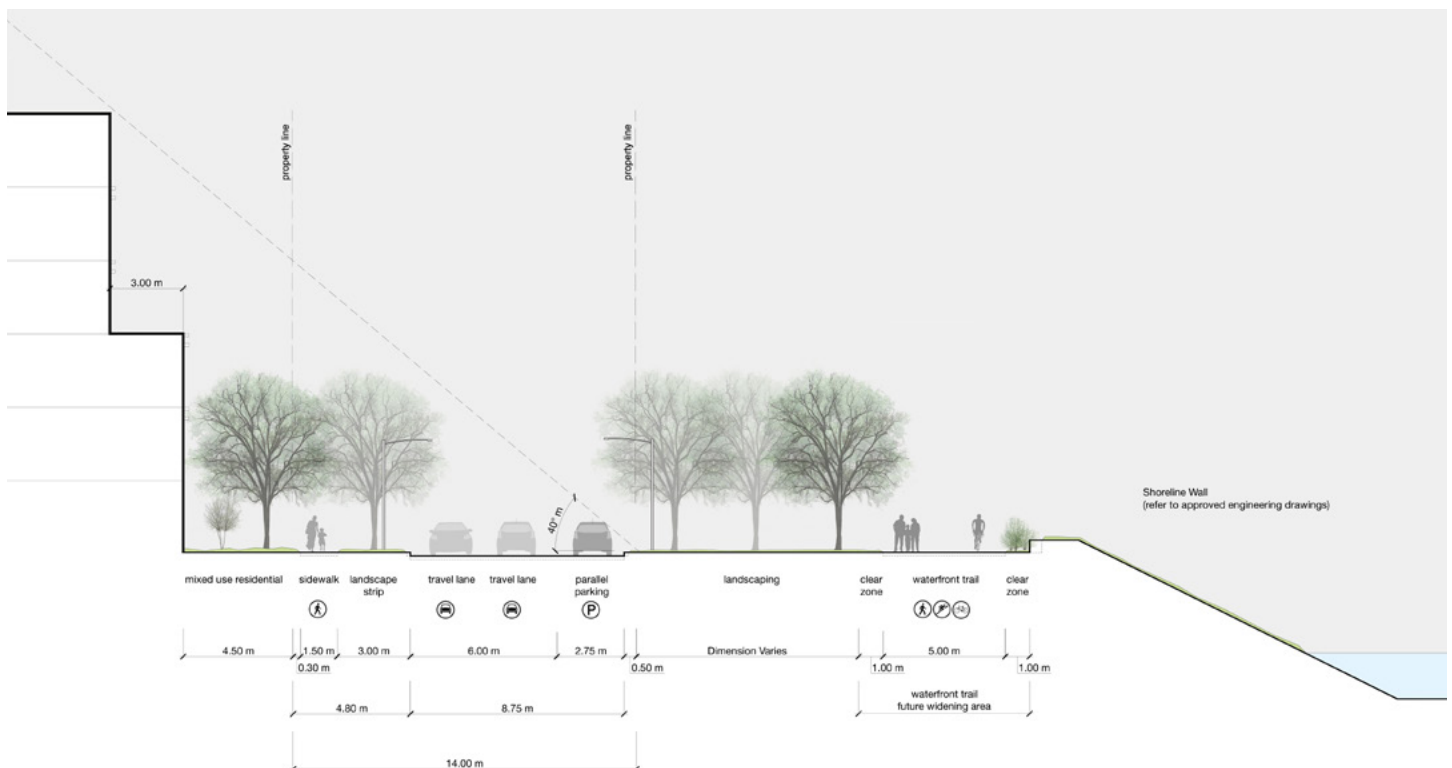 property line
property line
3.00 m
40° m
Shoreline Wall
(refer to approved engineering drawings)
mixed use residential
sidewalk
landscape
strip
travel lane
travel lane
parallel
parking
P
landscaping
clear
zone
waterfront trail
clear
zone
4.50 m
1.50 m
3.00 m
6.00 m
2.75 m
Dimension Varies
5.00 m
0.30 m
0.50 m
1.00 m
1.00 m
4.80 m
8.75 m
waterfront trail
future widening area
14.00 m